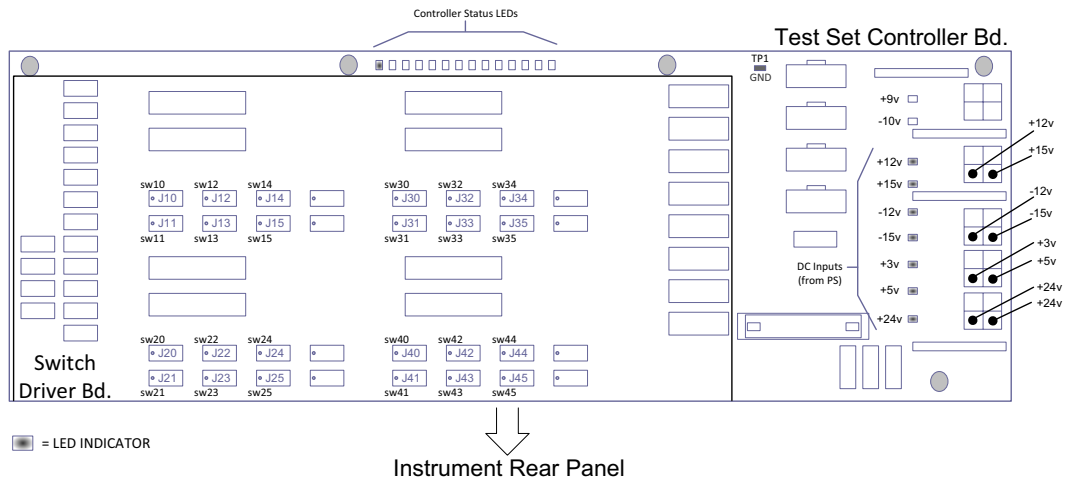 Controller Status LEDs
Test Set Controller Bd.
TP1
GND
+9v
-10v
+12v
+15v
-12v
-15v
+3v
+5v
+24v
DC Inputs
(from PS)
+12v
+15v
-12v
-15v
+3v
+5v
+24v
+24v
sw10 sw12 sw14
J10 J12 J14
J11 J13 J15
sw11 sw13 sw15
sw30 sw32 sw34
J30 J32 J34
J31 J33 J35
sw31 sw33 sw35
sw20 sw22 sw24
J20 J22 J24
J21 J23 J25
sw21 sw23 sw25
sw40 sw42 sw44
J40 J42 J44
J41 J43 J45
sw41 sw43 sw45
Switch
Driver Bd.
= LED INDICATOR
Instrument Rear Panel